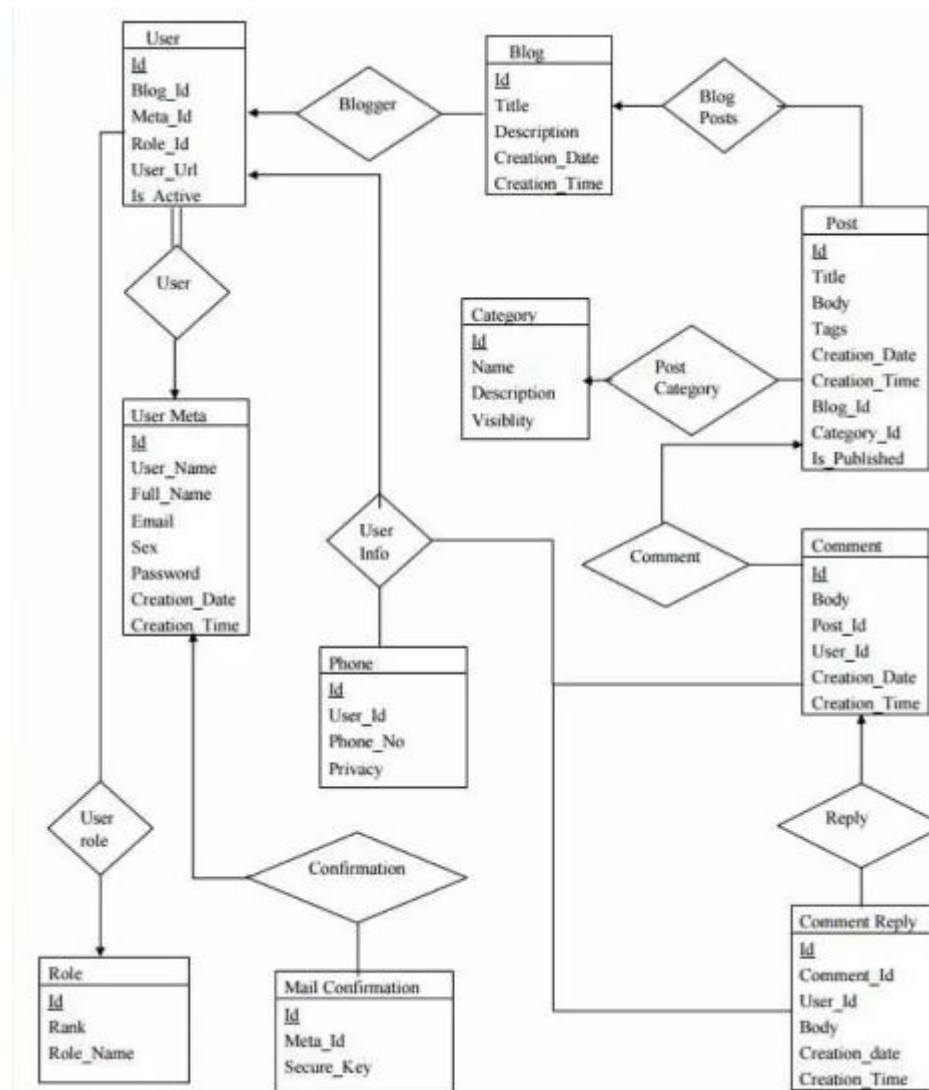 User
Id
Blog_Id
Meta_Id
Role_Id
User_Url
Is_Active
Blogger
Blog
Id
Title
Description
Creation_Date
Creation_Time
Blog
Posts
Post
Id
Title
Body
Tags
Creation_Date
Creation_Time
Blog_Id
Category_Id
Is_Published
User
Category
Id
Name
Description
Visiblity
Post
Category
User Meta
Id
User_Name
Full_Name
Email
Sex
Password
Creation_Date
Creation_Time
User
Info
Comment
Comment
Id
Body
Post_Id
User_Id
Creation_Date
Creation_Time
Phone
Id
User_Id
Phone_No
Privacy
User
role
Confirmation
Reply
Role
Id
Rank
Role_Name
Mail Confirmation
Id
Meta_Id
Secure_Key
Comment Reply
Id
Comment_Id
User_Id
Body
Creation_date
Creation_Time